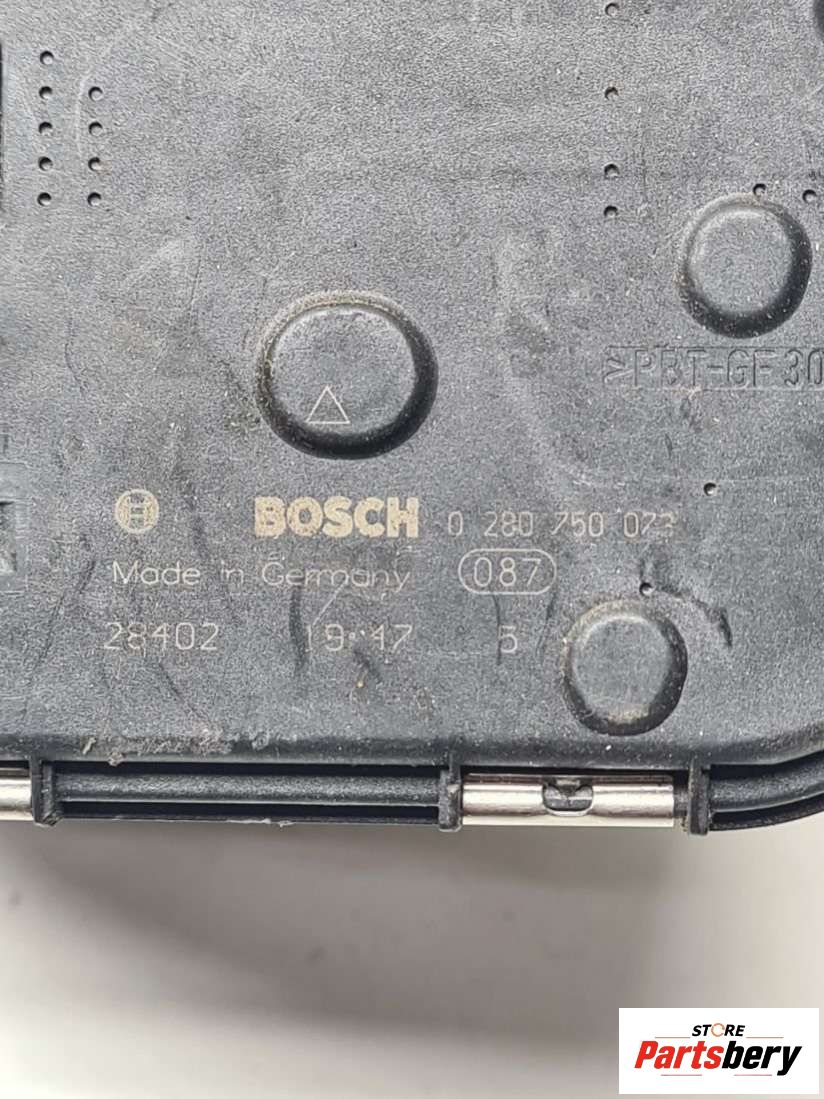 >PBT-GF30
BOSCH 0 280 750 073
Made in Germany 087
28402 19 47 5
STORE
Partsbery